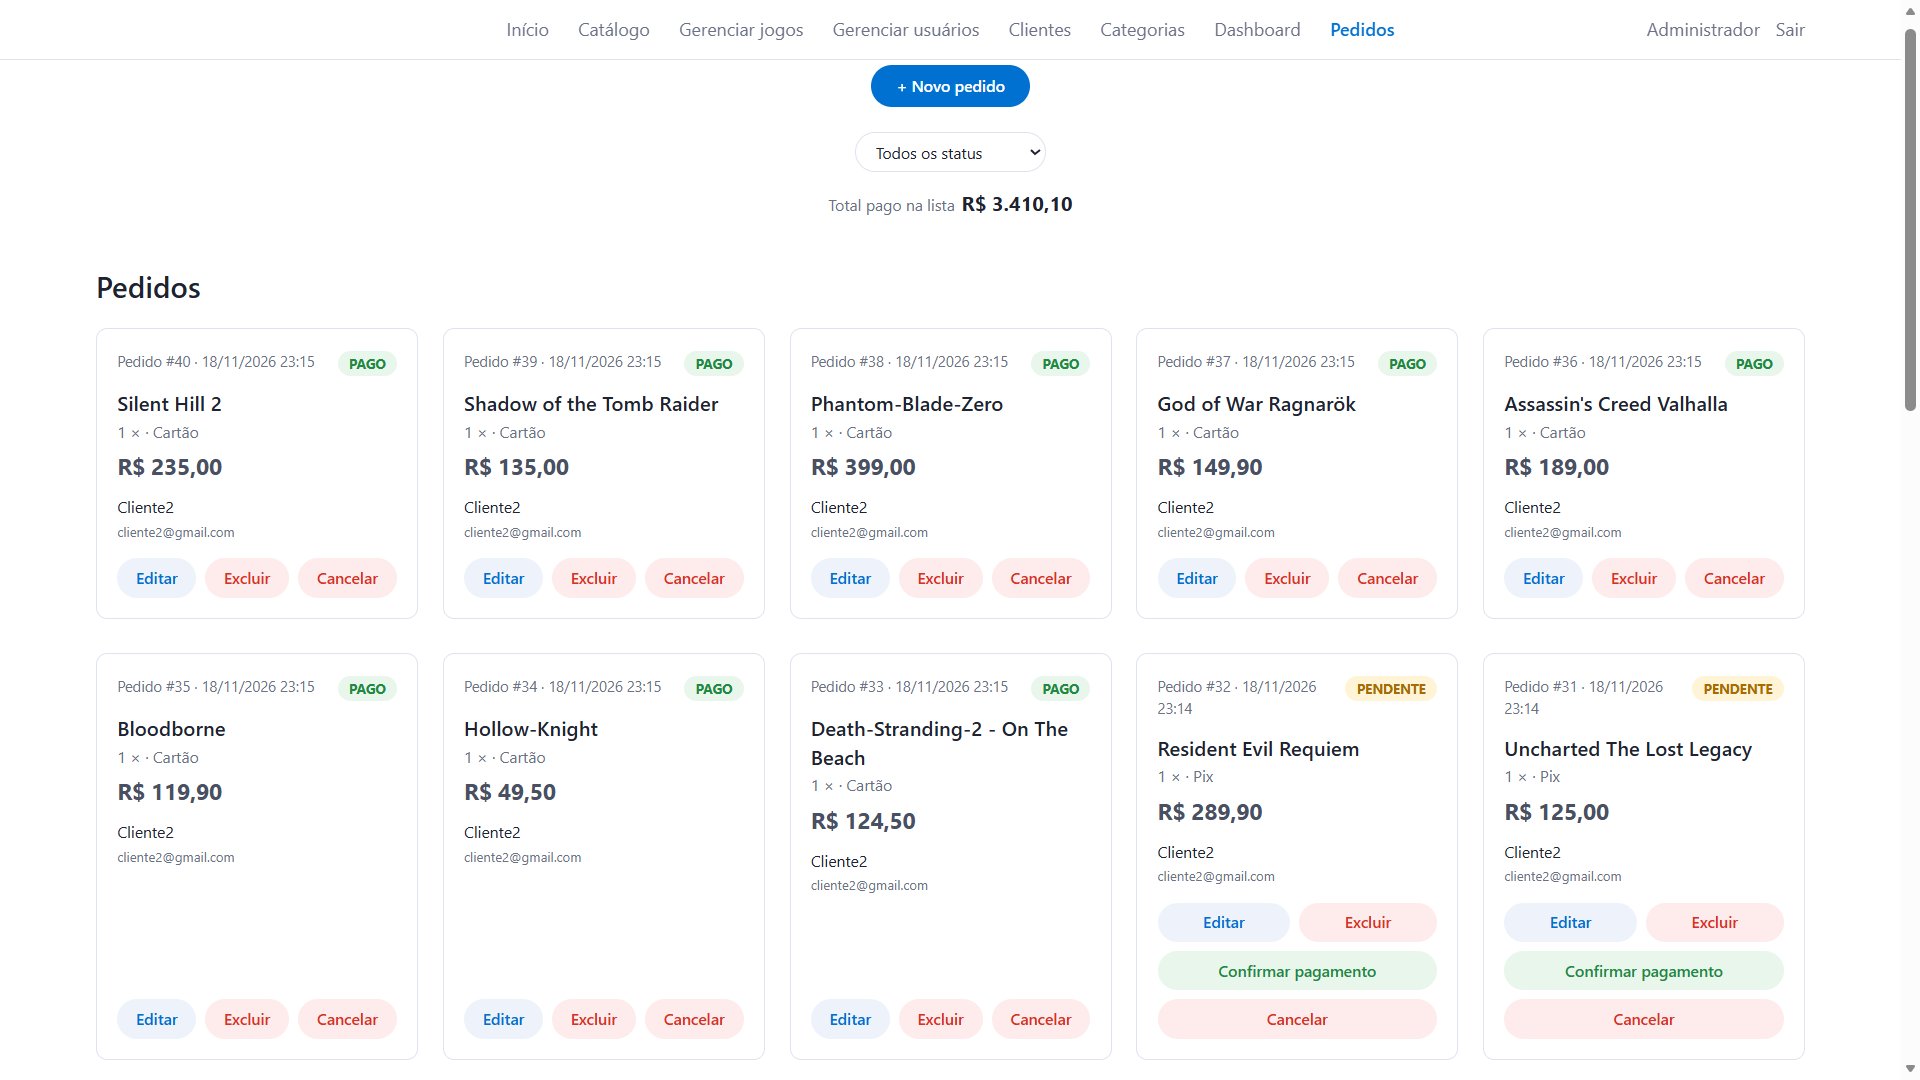 Início Catálogo Gerenciar jogos Gerenciar usuários Clientes Categorias Dashboard Pedidos Administrador Sair
+ Novo pedido
Todos os status
Total pago na lista R$ 3.410,10
Pedidos
Pedido #40 · 18/11/2026 23:15 PAGO
Silent Hill 2
1 × · Cartão
R$ 235,00
Cliente2
cliente2@gmail.com
Editar Excluir Cancelar
Pedido #39 · 18/11/2026 23:15 PAGO
Shadow of the Tomb Raider
1 × · Cartão
R$ 135,00
Cliente2
cliente2@gmail.com
Editar Excluir Cancelar
Pedido #38 · 18/11/2026 23:15 PAGO
Phantom-Blade-Zero
1 × · Cartão
R$ 399,00
Cliente2
cliente2@gmail.com
Editar Excluir Cancelar
Pedido #37 · 18/11/2026 23:15 PAGO
God of War Ragnarök
1 × · Cartão
R$ 149,90
Cliente2
cliente2@gmail.com
Editar Excluir Cancelar
Pedido #36 · 18/11/2026 23:15 PAGO
Assassin's Creed Valhalla
1 × · Cartão
R$ 189,00
Cliente2
cliente2@gmail.com
Editar Excluir Cancelar
Pedido #35 · 18/11/2026 23:15 PAGO
Bloodborne
1 × · Cartão
R$ 119,90
Cliente2
cliente2@gmail.com
Editar Excluir Cancelar
Pedido #34 · 18/11/2026 23:15 PAGO
Hollow-Knight
1 × · Cartão
R$ 49,50
Cliente2
cliente2@gmail.com
Editar Excluir Cancelar
Pedido #33 · 18/11/2026 23:15 PAGO
Death-Stranding-2 - On The
Beach
1 × · Cartão
R$ 124,50
Cliente2
cliente2@gmail.com
Editar Excluir Cancelar
Pedido #32 · 18/11/2026 PENDENTE
23:14
Resident Evil Requiem
1 × · Pix
R$ 289,90
Cliente2
cliente2@gmail.com
Editar Excluir
Confirmar pagamento
Cancelar
Pedido #31 · 18/11/2026 PENDENTE
23:14
Uncharted The Lost Legacy
1 × · Pix
R$ 125,00
Cliente2
cliente2@gmail.com
Editar Excluir
Confirmar pagamento
Cancelar